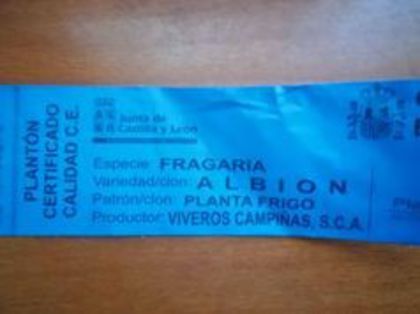 PLANTÓN
CERTIFICADO
CALIDAD C.E.
Junta de
Castilla y León
Especie: FRAGARIA
Variedad/clon: ALBION
Patrón/clon: PLANTA FRIGO
Productor: VIVEROS CAMPIÑAS, S.C.A.